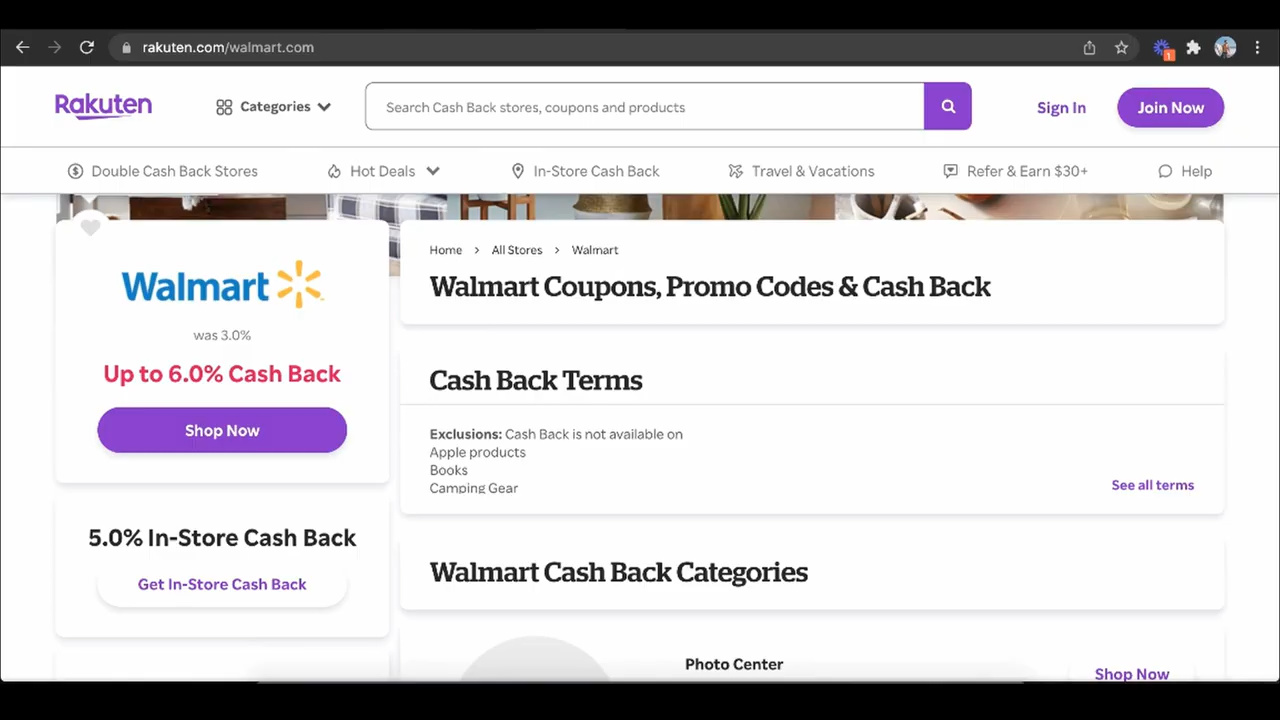 rakuten.com/walmart.com
1
Rakuten
Categories
Search Cash Back stores, coupons and products
Sign In
Join Now
Double Cash Back Stores
Hot Deals
In-Store Cash Back
Travel & Vacations
Refer & Earn $30+
Help
Walmart
was 3.0%
Up to 6.0% Cash Back
Shop Now
5.0% In-Store Cash Back
Get In-Store Cash Back
Home > All Stores > Walmart
Walmart Coupons, Promo Codes & Cash Back
Cash Back Terms
Exclusions: Cash Back is not available on
Apple products
Books
Camping Gear
See all terms
Walmart Cash Back Categories
Photo Center
Shop Now